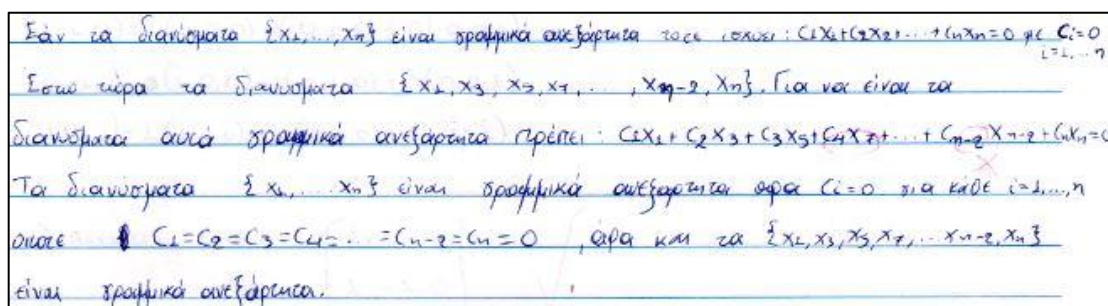 Εάν τα διανύσματα {x1,...,xn} είναι γραμμικά ανεξάρτητα τότε ισχύει: C1x1+C2x2+...+Cnxn=0 με Ci=0
i=1,...n
Έστω τώρα τα διανύσματα {x1, x3, x5, x7, ..., xn-2, xn}. Για να είναι τα
διανύσματα αυτά γραμμικά ανεξάρτητα πρέπει: C1x1+C2x3+C3x5+C4x7+...+Cn-2xn-2+Cnxn=0
Τα διανύσματα {x1,...xn} είναι γραμμικά ανεξάρτητα άρα Ci=0 για κάθε i=1,...,n
οπότε C1=C2=C3=C4=...=Cn-2=Cn=0, άρα και τα {x1,x3,x5,x7,...xn-2,xn}
είναι γραμμικά ανεξάρτητα.